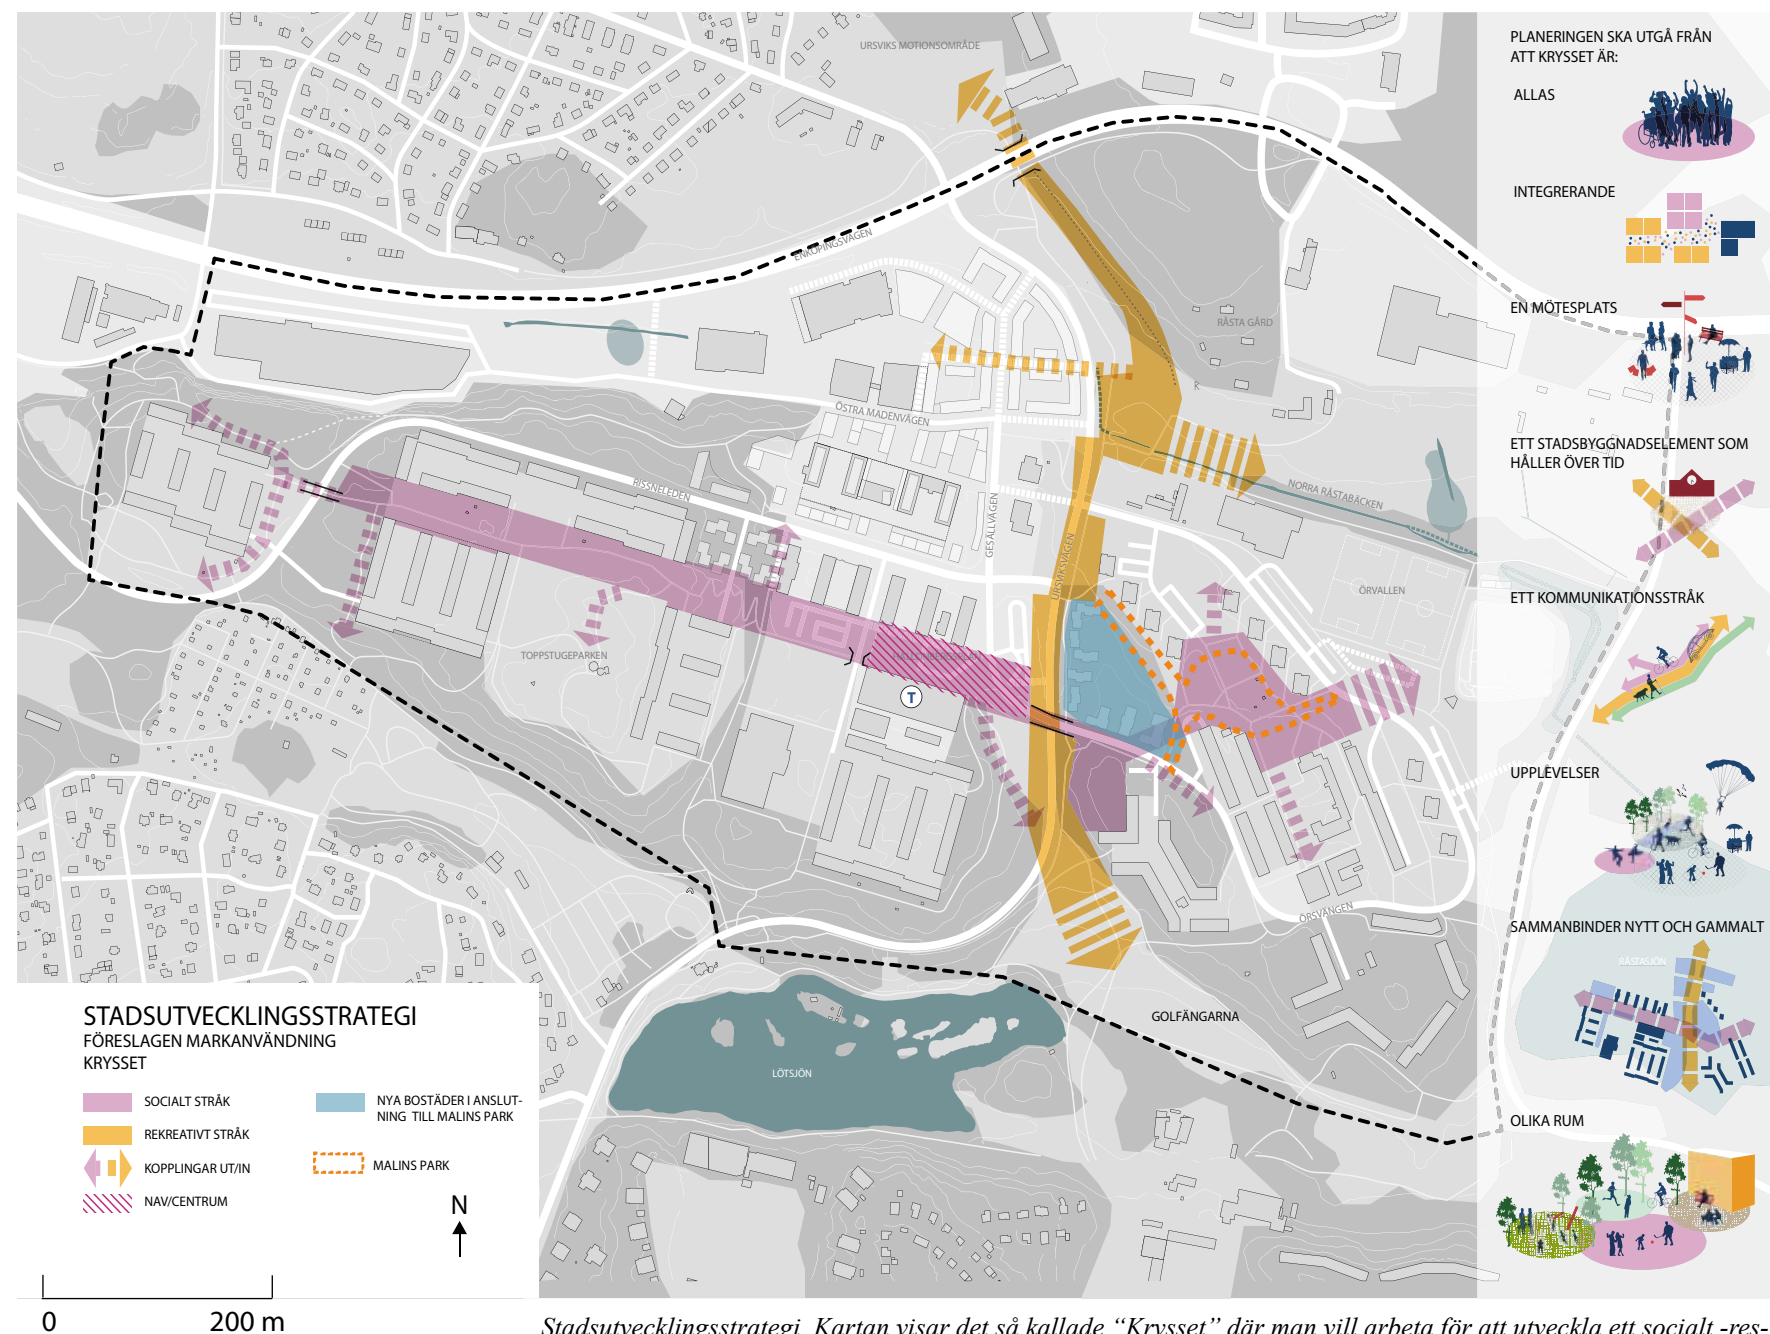 URSVIKS MOTIONSOMRÅDE
ENKÖPINGSVÄGEN
RÅSTA GÅRD
ÖSTRA MADENVÄGEN
RISSNELEDEN
GESÄLLVÄGEN
URSVIKSVÄGEN
NORRA RÅSTABÄCKEN
ÖRVALLEN
TOPPSTUGEPARKEN
T
ÖRSVÄNGEN
GOLFÄNGARNA
LÖTSJÖN
RÅSTASJÖN
PLANERINGEN SKA UTGÅ FRÅN
ATT KRYSSET ÄR:
ALLAS
INTEGRERANDE
EN MÖTESPLATS
ETT STADSBYGGNADSELEMENT SOM
HÅLLER ÖVER TID
ETT KOMMUNIKATIONSSTRÅK
UPPLEVELSER
SAMMANBINDER NYTT OCH GAMMALT
OLIKA RUM
STADSUTVECKLINGSSTRATEGI
FÖRESLAGEN MARKANVÄNDNING
KRYSSET
SOCIALT STRÅK
REKREATIVT STRÅK
KOPPLINGAR UT/IN
NAV/CENTRUM
NYA BOSTÄDER I ANSLUT-
NING TILL MALINS PARK
MALINS PARK
N
0 200 m
Stadsutvecklingsstrategi. Kartan visar det så kallade “Krysset” där man vill arbeta för att utveckla ett socialt -res-